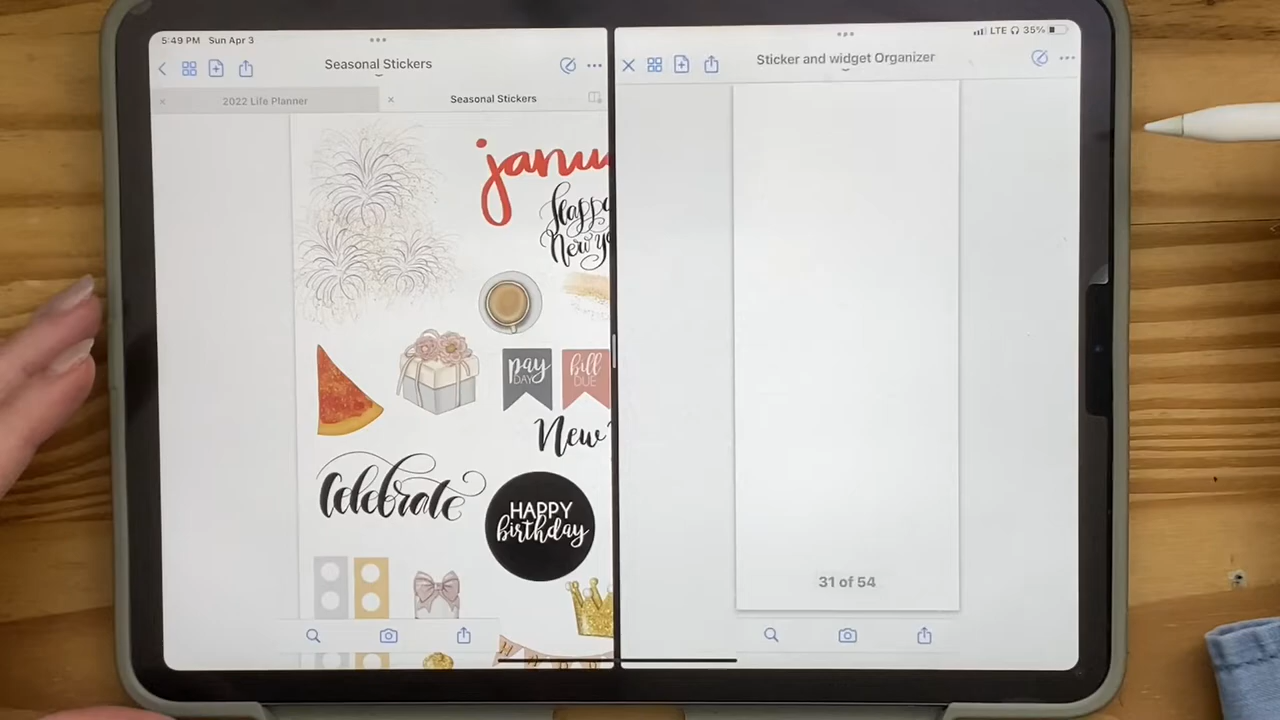 5:49 PM Sun Apr 3
LTE 35%
Seasonal Stickers
Sticker and widget Organizer
2022 Life Planner
Seasonal Stickers
janu
Happy
New ye
pay
DAY
bill
DUE
New
Celebrate
HAPPY
birthday
31 of 54